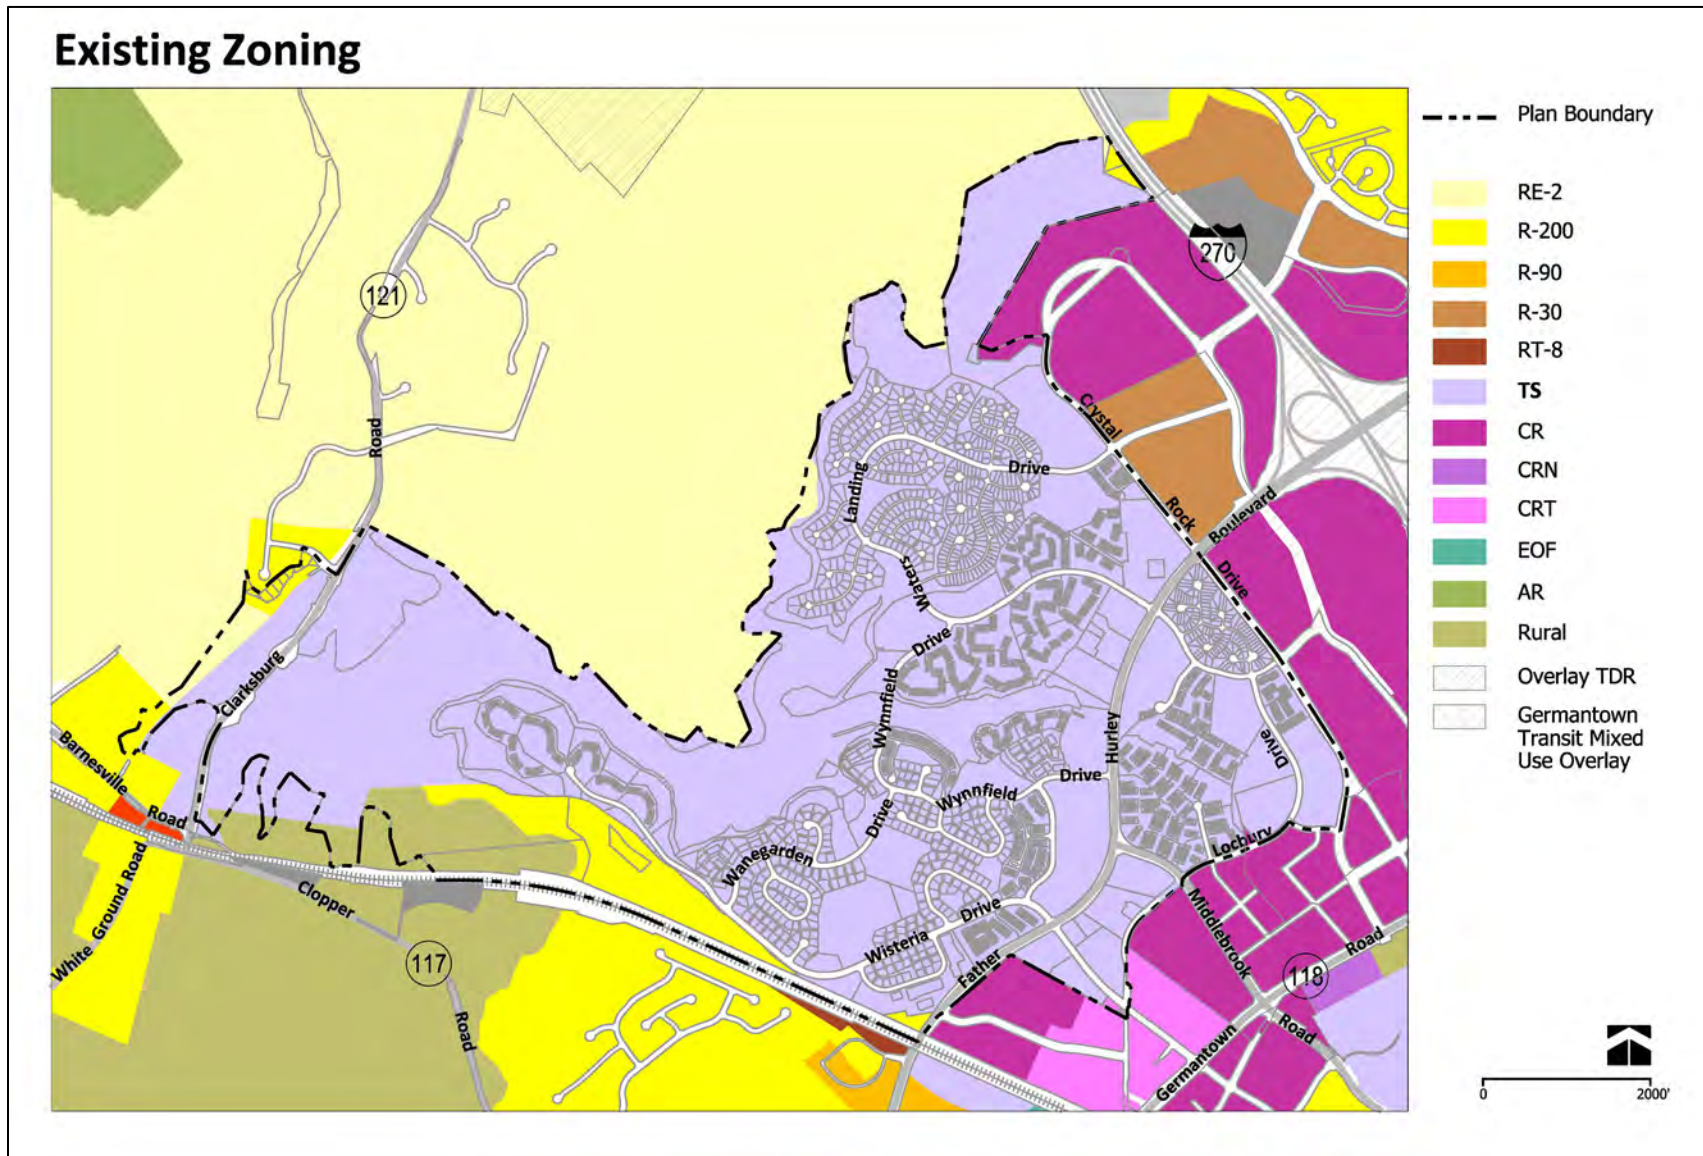 Existing Zoning
Plan Boundary
RE-2
R-200
R-90
R-30
RT-8
TS
CR
CRN
CRT
EOF
AR
Rural
Overlay TDR
Germantown
Transit Mixed
Use Overlay
0
2000'
270
121
Road
Crystal
Rock
Drive
Boulevard
Landing
Drive
Waters
Drive
Wynnfield
Hurley
Drive
Clarksburg
Barnesville
Road
White Ground Road
Clopper
117
Road
Wynnfield
Drive
Drive
Wanegarden
Locbury
Middlebrook
Road
118
Wisteria
Drive
Father
Germantown
Road